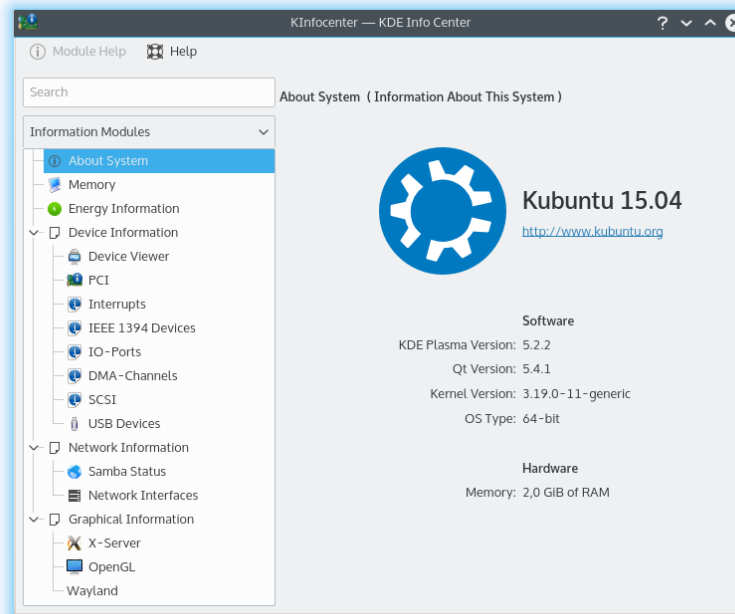 KInfocenter — KDE Info Center
Module Help Help
Search
About System ( Information About This System )
Information Modules
About System
Memory
Energy Information
Device Information
Device Viewer
PCI
Interrupts
IEEE 1394 Devices
IO-Ports
DMA-Channels
SCSI
USB Devices
Network Information
Samba Status
Network Interfaces
Graphical Information
X-Server
OpenGL
Wayland
Kubuntu 15.04
http://www.kubuntu.org
Software
KDE Plasma Version: 5.2.2
Qt Version: 5.4.1
Kernel Version: 3.19.0-11-generic
OS Type: 64-bit
Hardware
Memory: 2,0 GiB of RAM